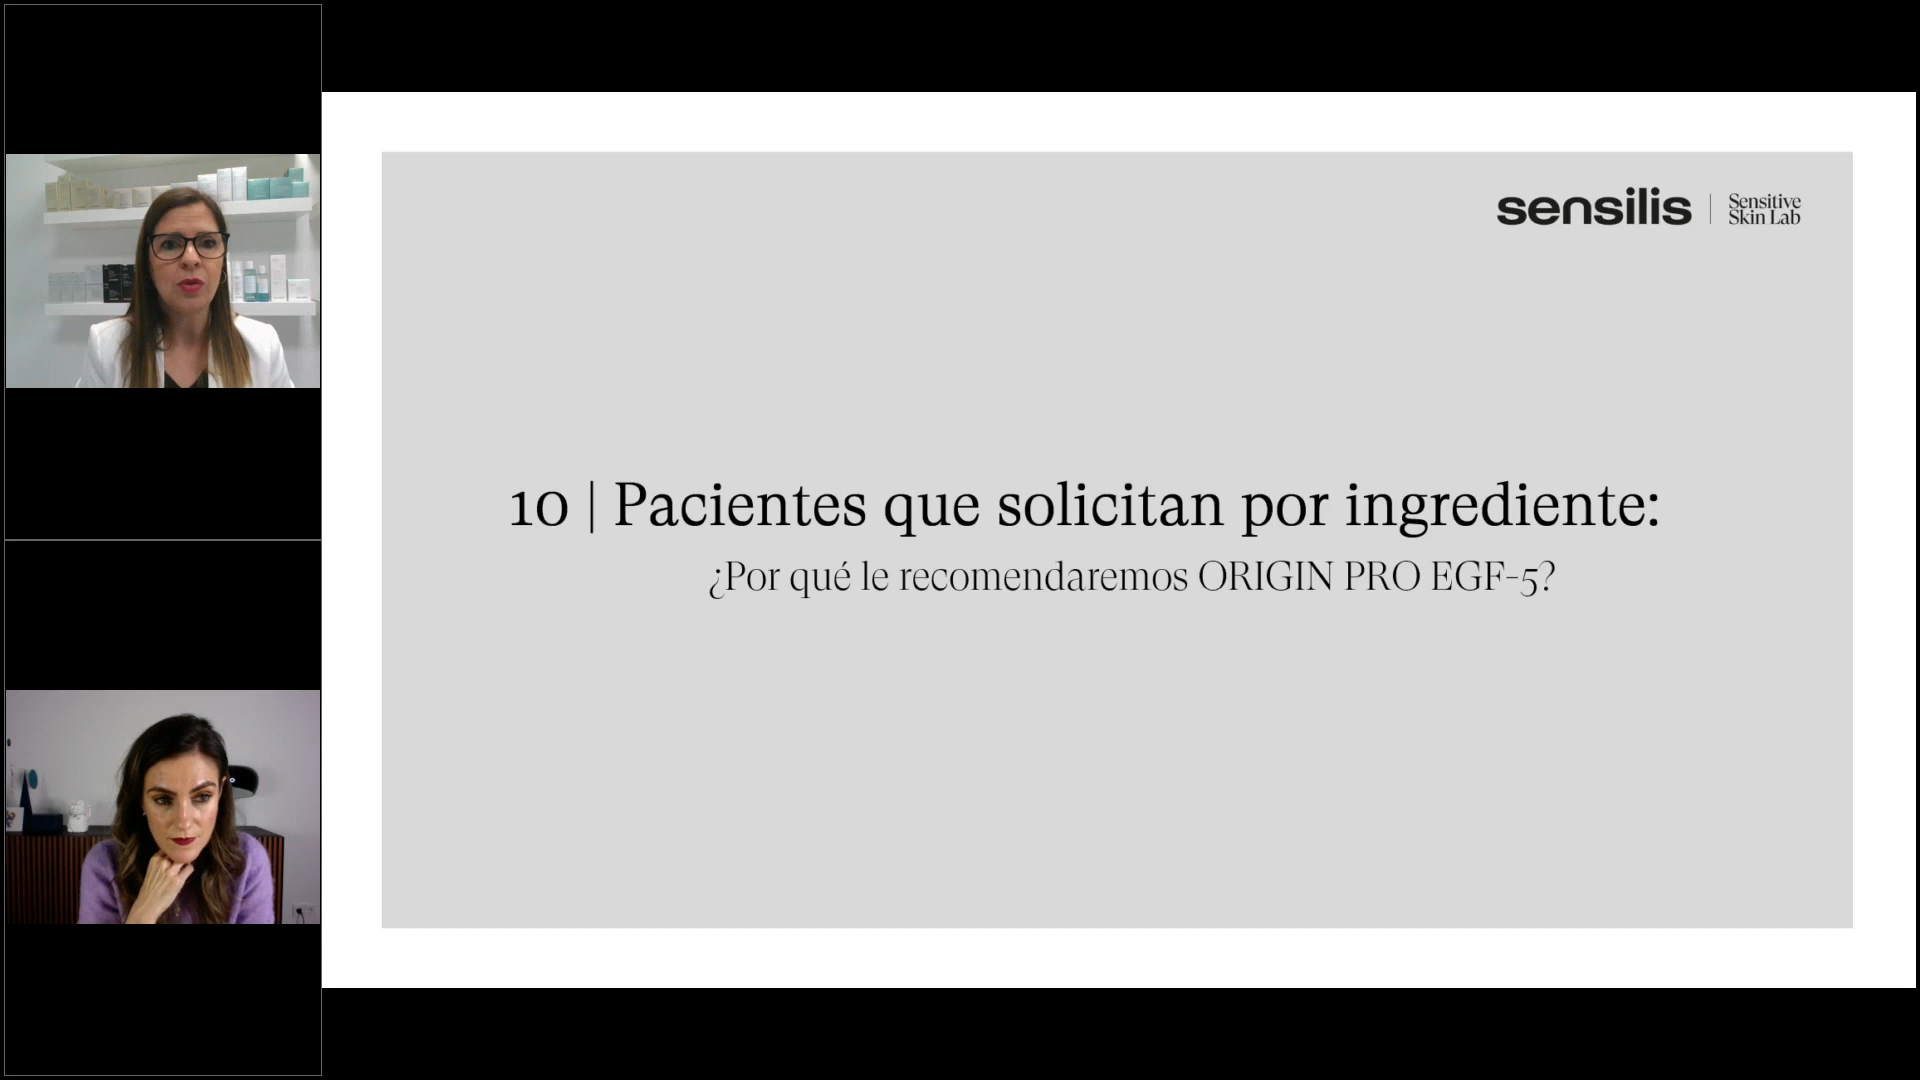 sensilis | Sensitive
Skin Lab
10 | Pacientes que solicitan por ingrediente:
¿Por qué le recomendaremos ORIGIN PRO EGF-5?